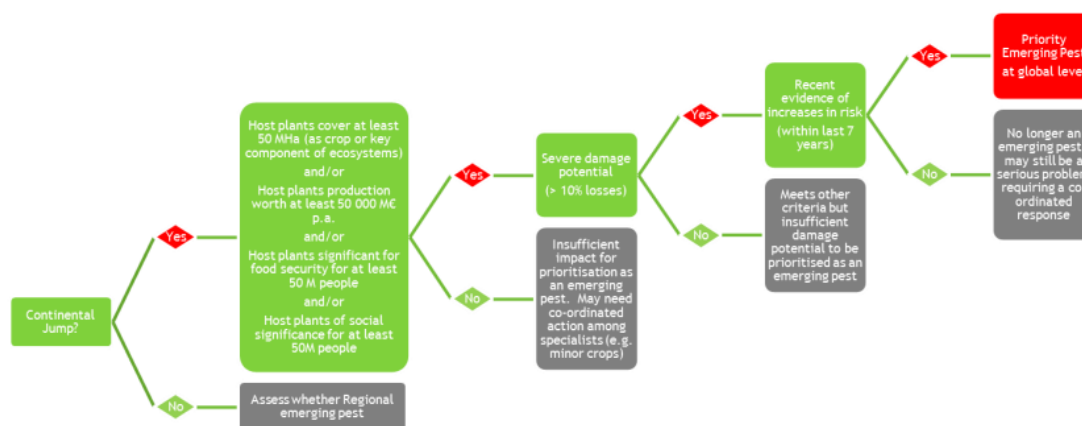 Continental
Jump?
Yes
No
Host plants cover at least
50 MHa (as crop or key
component of ecosystems)
and/or
Host plants production
worth at least 50 000 M€
p.a.
and/or
Host plants significant for
food security for at least
50 M people
and/or
Host plants of social
significance for at least
50M people
Assess whether Regional
emerging pest
Yes
No
Severe damage
potential
(> 10% losses)
Insufficient
impact for
prioritisation as
an emerging
pest. May need
co-ordinated
action among
specialists (e.g.
minor crops)
Yes
No
Recent
evidence of
increases in risk
(within last 7
years)
Meets other
criteria but
insufficient
damage
potential to be
prioritised as an
emerging pest
Yes
No
Priority
Emerging Pest
at global leve
No longer an
emerging pest
may still be a
serious problem
requiring a co
ordinated
response